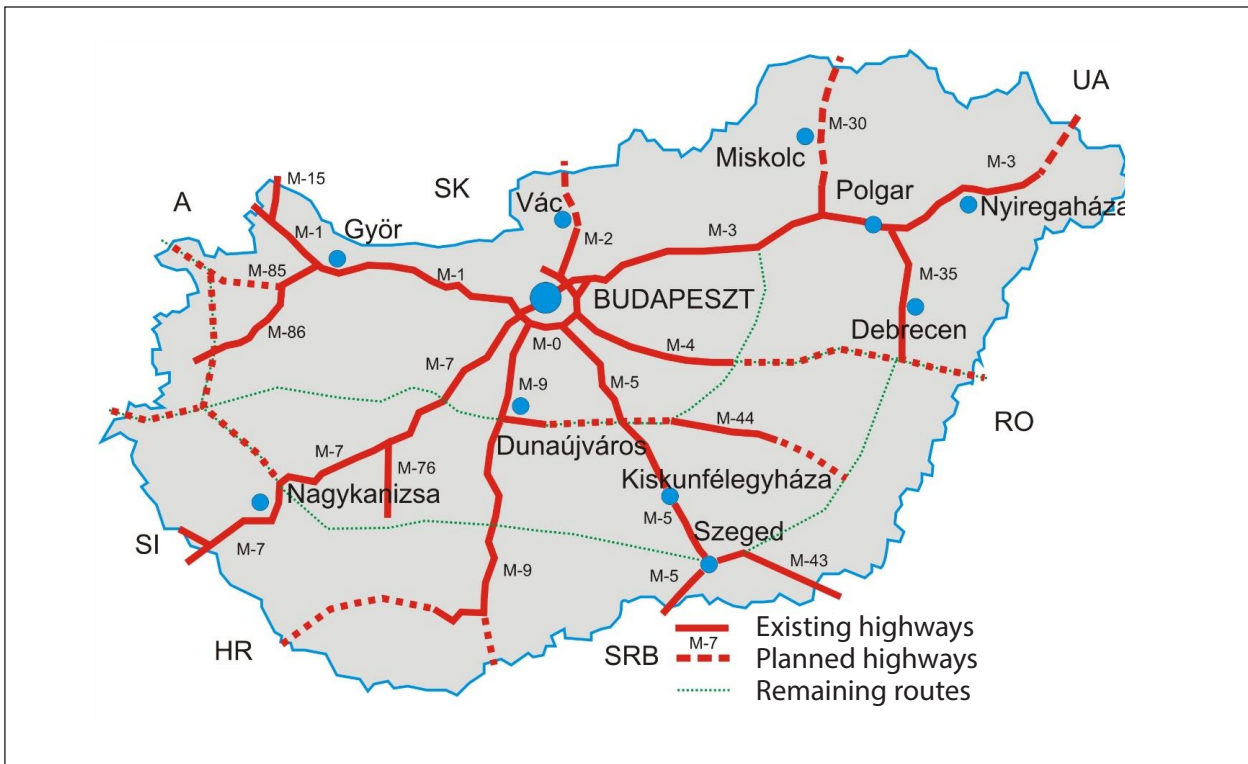 UA
M-30
Miskolc
M-3
M-15
SK
Polgar
A
Vác
Nyiregaháza
Györ
M-1
M-2
M-3
M-85
M-1
M-35
BUDAPESZT
M-86
Debrecen
M-0
M-4
M-7
M-9
M-5
RO
M-44
Dunaújváros
M-7
M-76
Kiskunfélegyháza
Nagykanizsa
M-5
Szeged
SI
M-7
M-43
M-9
M-5
HR
SRB
Existing highways
M-7
Planned highways
Remaining routes